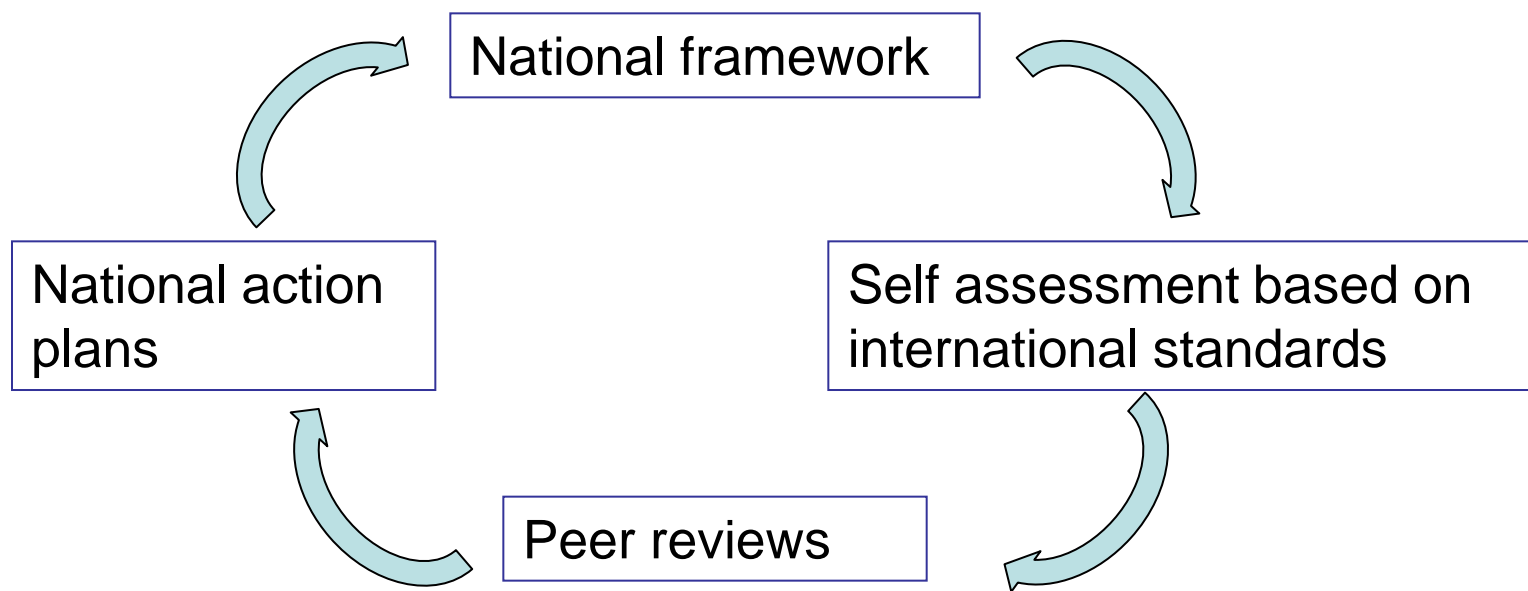 National framework
National action
plans
Self assessment based on
international standards
Peer reviews